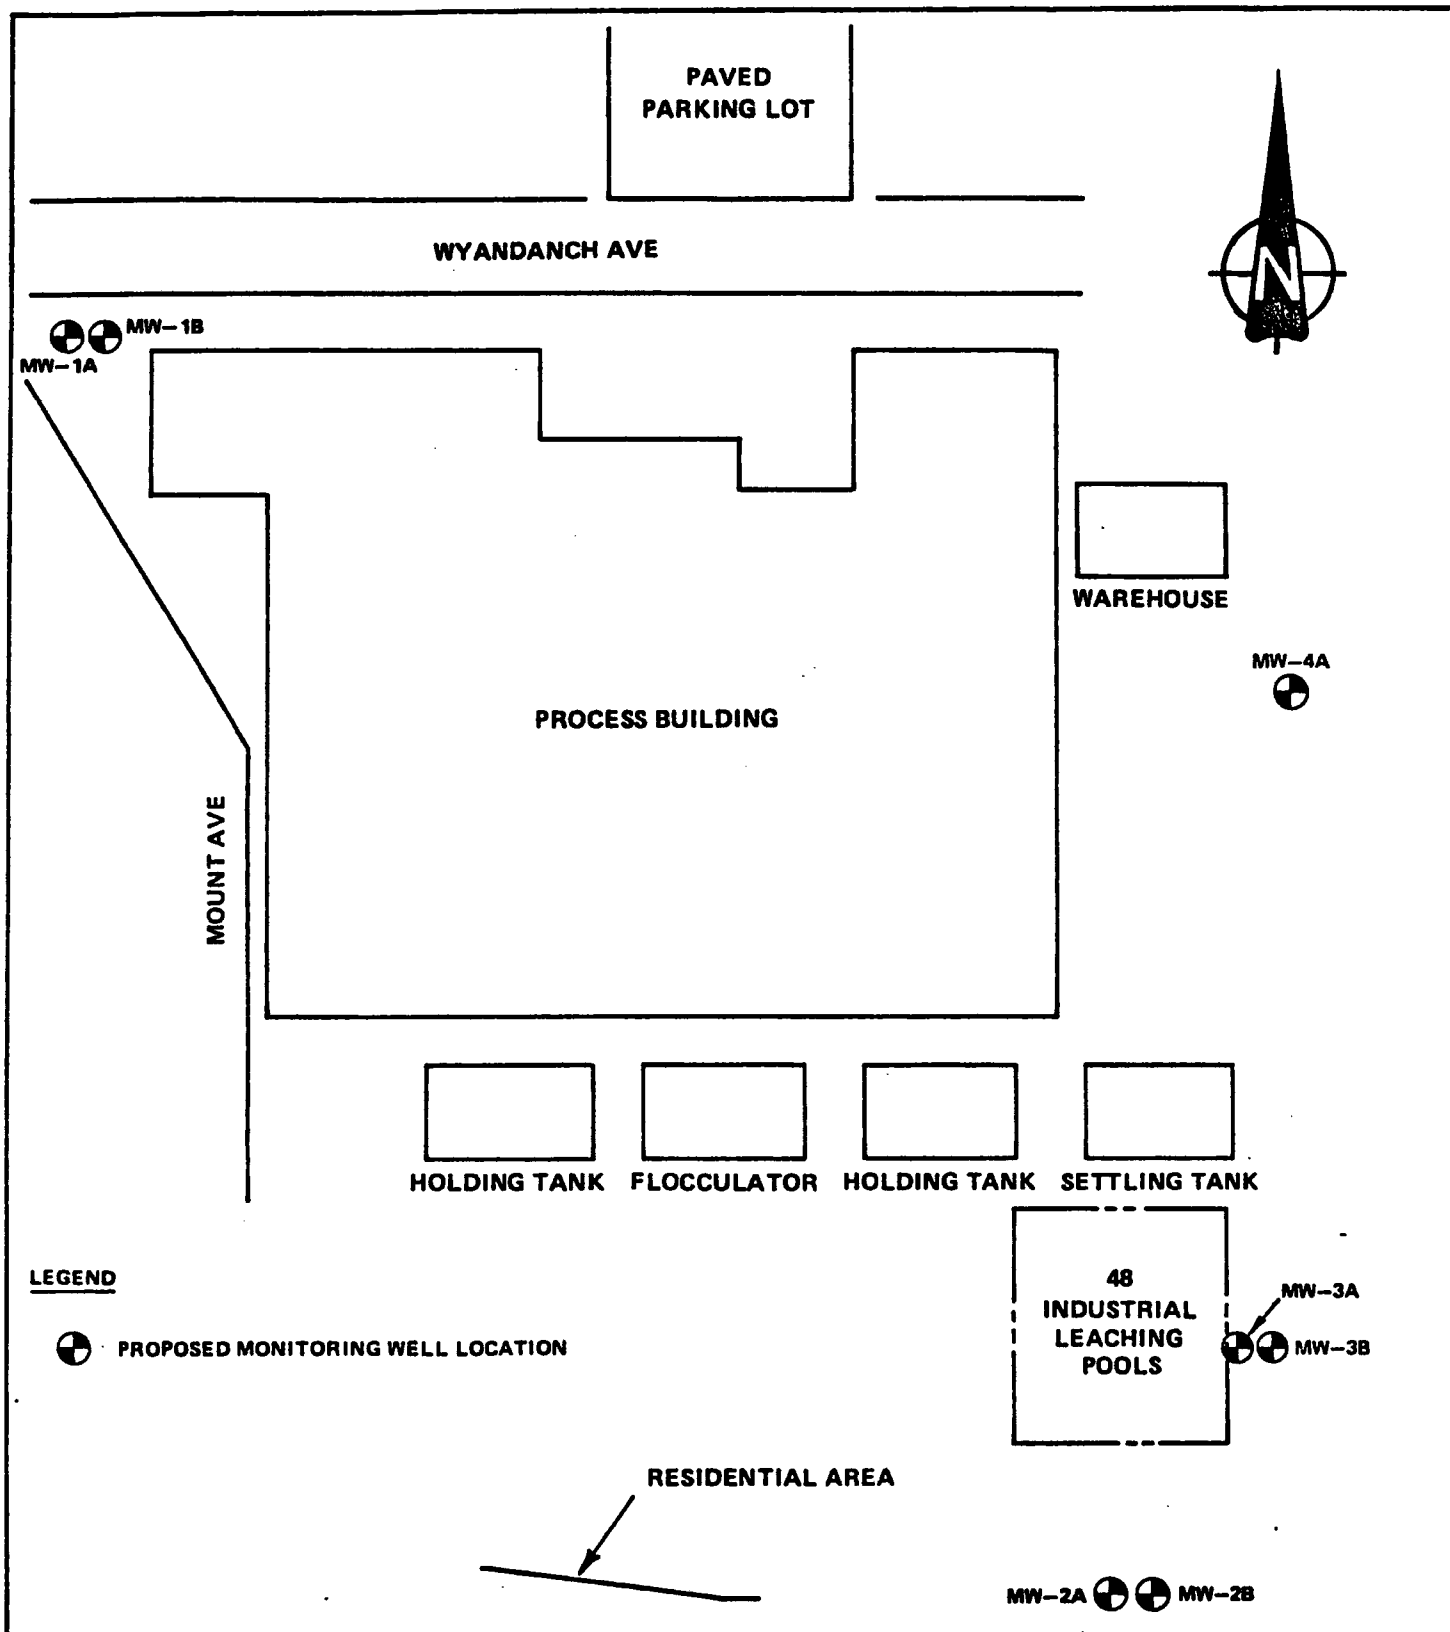 PAVED
PARKING LOT
WYANDANCH AVE
N
MW-1B
MW-1A
WAREHOUSE
MW-4A
PROCESS BUILDING
MOUNT AVE
HOLDING TANK
FLOCCULATOR
HOLDING TANK
SETTLING TANK
LEGEND
PROPOSED MONITORING WELL LOCATION
48
INDUSTRIAL
LEACHING
POOLS
MW-3A
MW-3B
RESIDENTIAL AREA
MW-2A
MW-2B